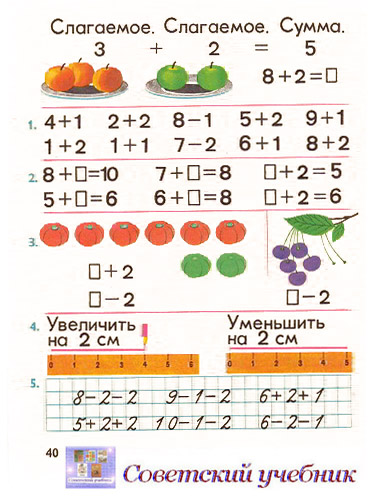 Слагаемое. Слагаемое. Сумма.
3 + 2 = 5
8+2=□
1. 4+1 2+2 8−1 5+2 9+1
1+2 1+1 7−2 6+1 8+2
2. 8+□=10 7+□=8 □+2=5
5+□=6 6+□=8 □+2=6
3.
□+2
□−2 □−2
4. Увеличить Уменьшить
на 2 см на 2 см
0 1 2 3 4 5 6 0 1 2 3 4 5
5. 8−2−2 9−1−2 6+2+1
5+2+2 10−1−2 6−2−1
40
Советский учебник